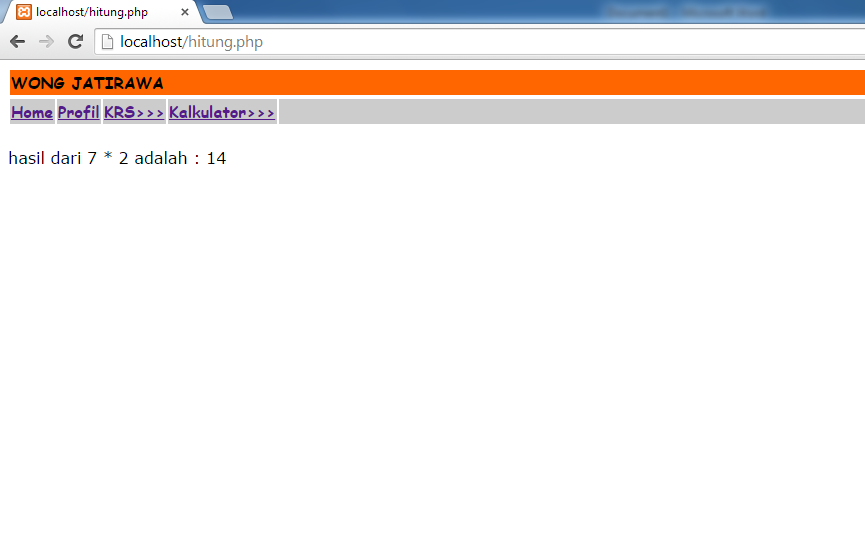 localhost/hitung.php
localhost/hitung.php
WONG JATIRAWA
Home Profil KRS>>> Kalkulator>>>
hasil dari 7 * 2 adalah : 14